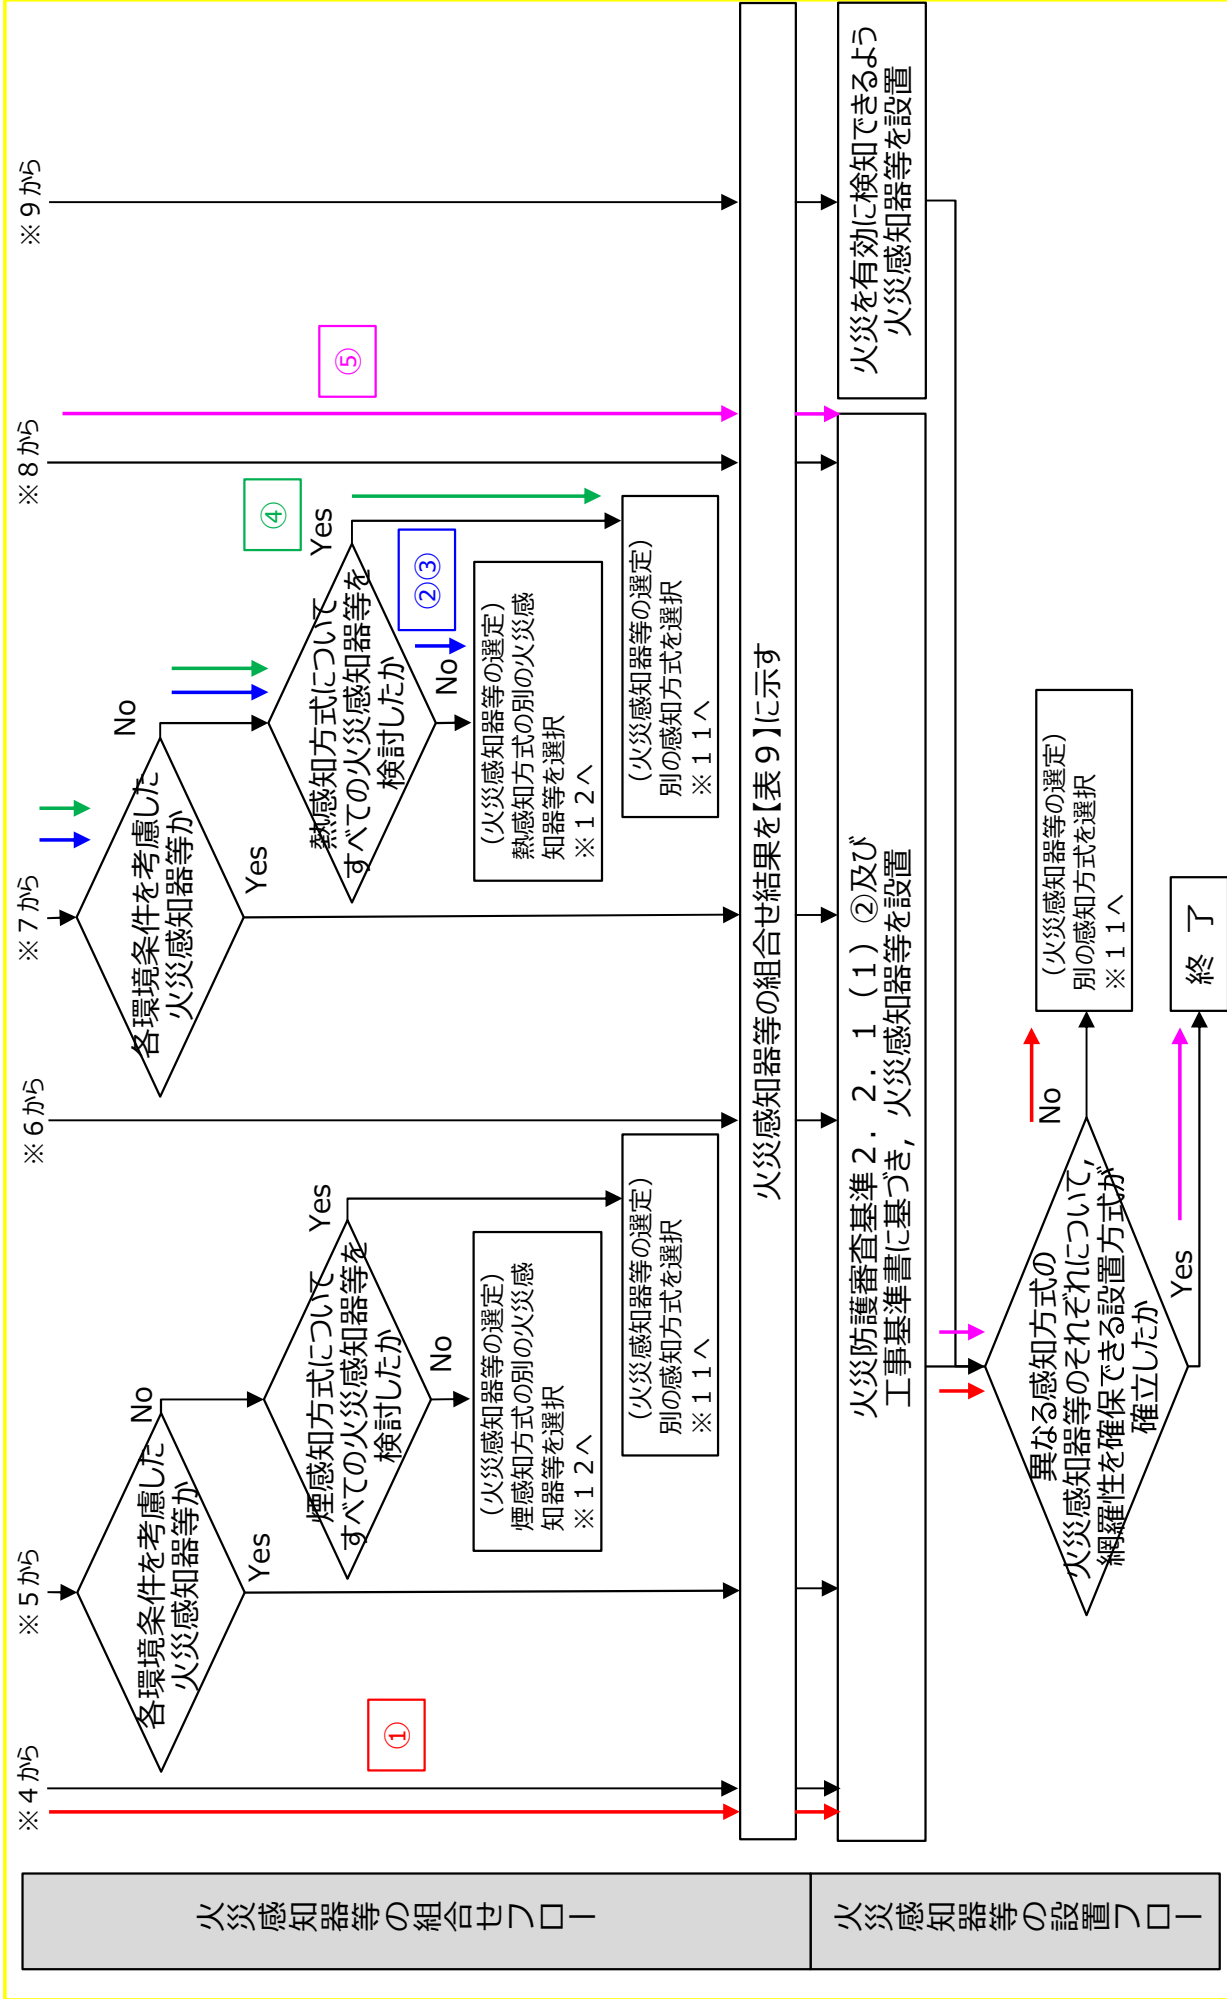 火災感知器等の組合せフロー
※４から
①
※５から
各環境条件を考慮した
火災感知器等か
No
Yes
煙感知方式について
すべての火災感知器等を
検討したか
Yes
No
（火災感知器等の選定）
煙感知方式の別の火災感
知器等を選択
※１２へ
（火災感知器等の選定）
別の感知方式を選択
※１１へ
※６から
※７から
各環境条件を考慮した
火災感知器等か
No
Yes
熱感知方式について
すべての火災感知器等を
検討したか
④
Yes
②③
No
（火災感知器等の選定）
熱感知方式の別の火災感
知器等を選択
※１２へ
（火災感知器等の選定）
別の感知方式を選択
※１１へ
※８から
⑤
※９から
火災感知器等の組合せ結果を【表９】に示す
火災感知器等の設置フロー
火災防護審査基準２．２．１（１）②及び
工事基準書に基づき，火災感知器等を設置
火災を有効に検知できるよう
火災感知器等を設置
異なる感知方式の
火災感知器等のそれぞれについて，
網羅性を確保できる設置方式が
確立したか
No
Yes
（火災感知器等の選定）
別の感知方式を選択
※１１へ
終　了